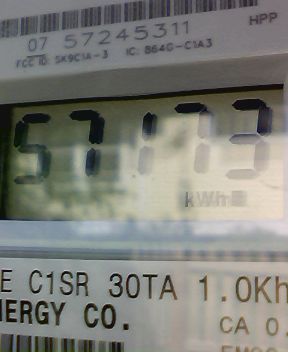 HPP
07 57245311
FCC ID: SK9C1A-3 IC: 864G-C1A3
57173
kWh
E C1SR 30TA 1.0Kh
NERGY CO.
CA 0.